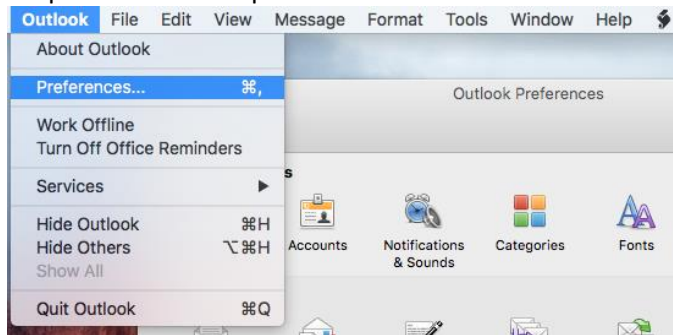 Outlook File Edit View Message Format Tools Window Help
About Outlook
Preferences... ⌘,
Outlook Preferences
Work Offline
Turn Off Office Reminders
Services ▶
s
Hide Outlook ⌘H
Hide Others ⌥⌘H
Show All
Quit Outlook ⌘Q
Accounts
Notifications
& Sounds
Categories
Fonts